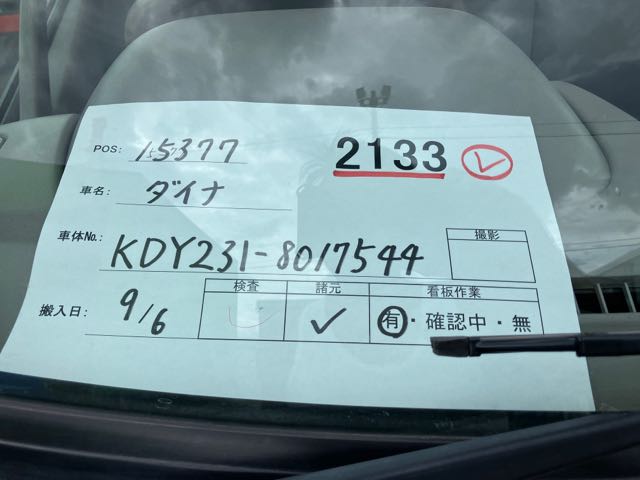 POS: 15377 2133
車名: ダイナ
車体No.: KDY231-8017544 撮影
搬入日: 9/6 検査 諸元 看板作業
✓ ✓ 有・確認中・無